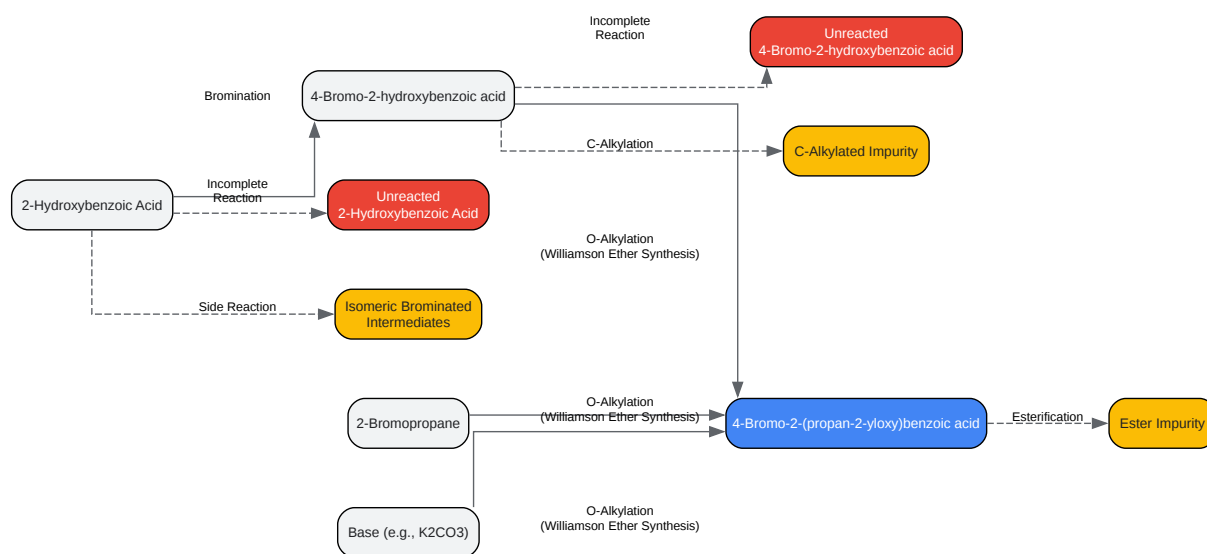 Incomplete
Reaction
Unreacted
4-Bromo-2-hydroxybenzoic acid
Bromination
4-Bromo-2-hydroxybenzoic acid
C-Alkylation
C-Alkylated Impurity
2-Hydroxybenzoic Acid
Incomplete
Reaction
Unreacted
2-Hydroxybenzoic Acid
O-Alkylation
(Williamson Ether Synthesis)
Side Reaction
Isomeric Brominated
Intermediates
2-Bromopropane
O-Alkylation
(Williamson Ether Synthesis)
4-Bromo-2-(propan-2-yloxy)benzoic acid
Esterification
Ester Impurity
Base (e.g., K2CO3)
O-Alkylation
(Williamson Ether Synthesis)